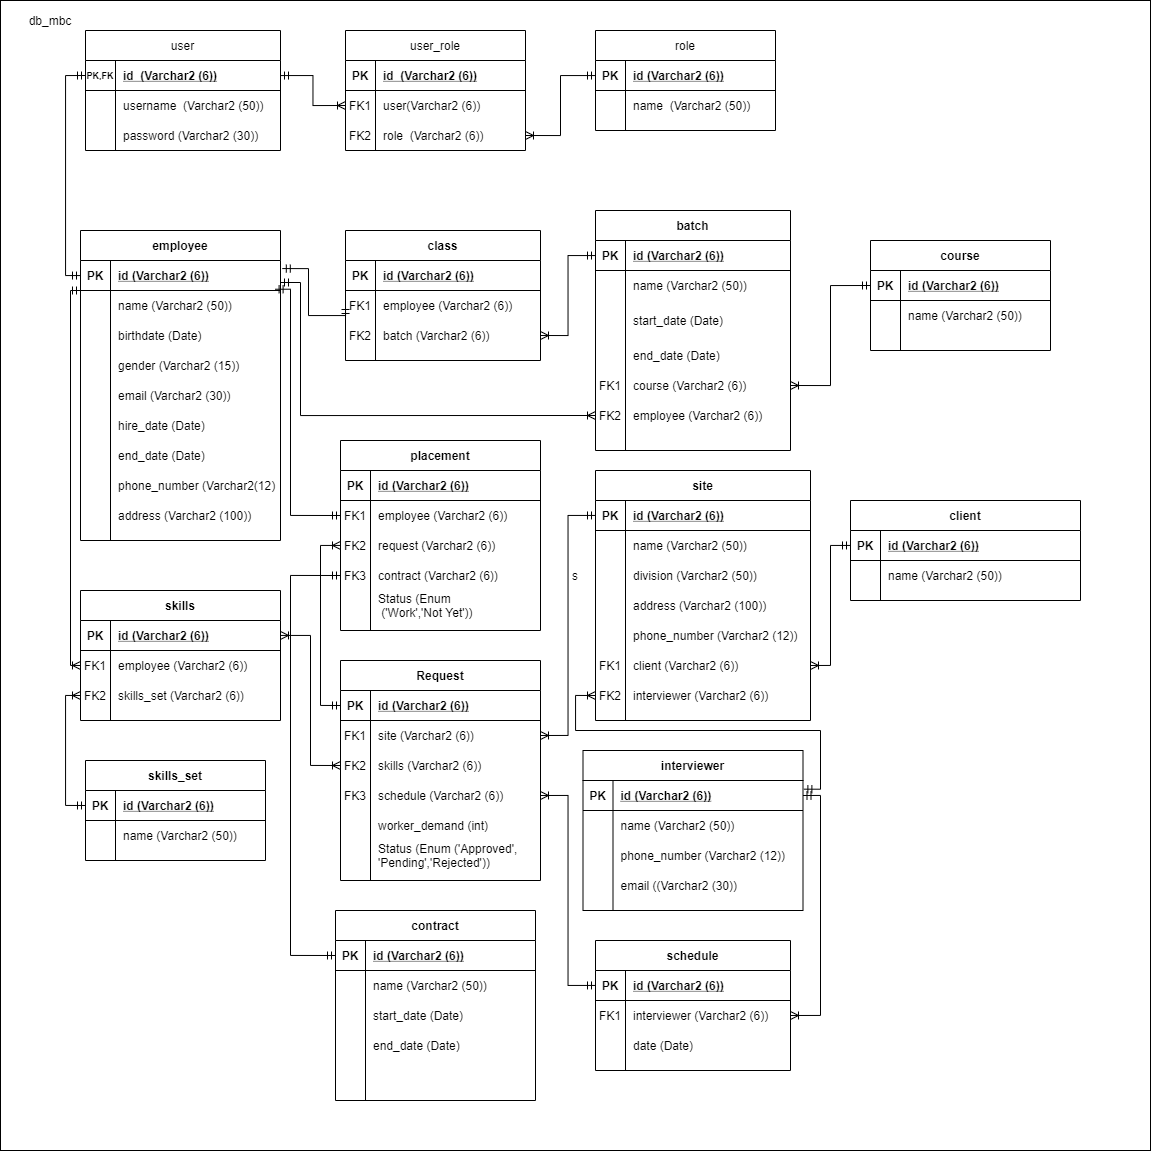 db_mbc
user
PK,FK id (Varchar2 (6))
username (Varchar2 (50))
password (Varchar2 (30))
user_role
PK id (Varchar2 (6))
FK1 user(Varchar2 (6))
FK2 role (Varchar2 (6))
role
PK id (Varchar2 (6))
name (Varchar2 (50))
employee
PK id (Varchar2 (6))
name (Varchar2 (50))
birthdate (Date)
gender (Varchar2 (15))
email (Varchar2 (30))
hire_date (Date)
end_date (Date)
phone_number (Varchar2(12)
address (Varchar2 (100))
class
PK id (Varchar2 (6))
FK1 employee (Varchar2 (6))
FK2 batch (Varchar2 (6))
batch
PK id (Varchar2 (6))
name (Varchar2 (50))
start_date (Date)
end_date (Date)
FK1 course (Varchar2 (6))
FK2 employee (Varchar2 (6))
course
PK id (Varchar2 (6))
name (Varchar2 (50))
placement
PK id (Varchar2 (6))
FK1 employee (Varchar2 (6))
FK2 request (Varchar2 (6))
FK3 contract (Varchar2 (6))
Status (Enum
('Work','Not Yet'))
site
PK id (Varchar2 (6))
name (Varchar2 (50))
division (Varchar2 (50))
address (Varchar2 (100))
phone_number (Varchar2 (12))
FK1 client (Varchar2 (6))
FK2 interviewer (Varchar2 (6))
s
client
PK id (Varchar2 (6))
name (Varchar2 (50))
skills
PK id (Varchar2 (6))
FK1 employee (Varchar2 (6))
FK2 skills_set (Varchar2 (6))
Request
PK id (Varchar2 (6))
FK1 site (Varchar2 (6))
FK2 skills (Varchar2 (6))
FK3 schedule (Varchar2 (6))
worker_demand (int)
Status (Enum ('Approved',
'Pending','Rejected'))
skills_set
PK id (Varchar2 (6))
name (Varchar2 (50))
interviewer
PK id (Varchar2 (6))
name (Varchar2 (50))
phone_number (Varchar2 (12))
email ((Varchar2 (30))
contract
PK id (Varchar2 (6))
name (Varchar2 (50))
start_date (Date)
end_date (Date)
schedule
PK id (Varchar2 (6))
FK1 interviewer (Varchar2 (6))
date (Date)